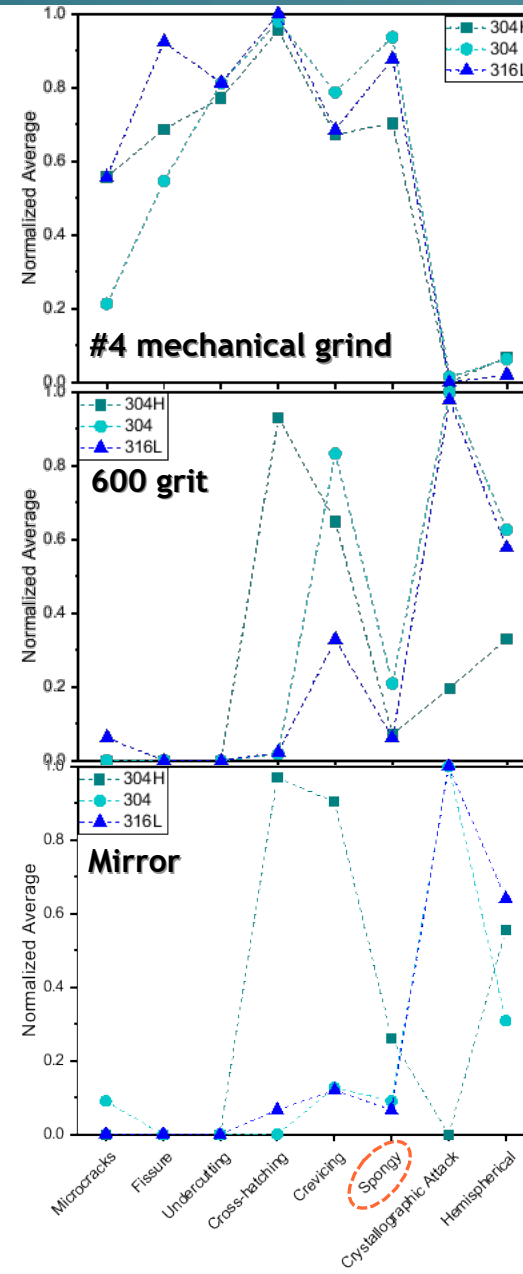 1.0
304H
304
316L
0.8
0.6
Normalized Average
0.4
0.2
#4 mechanical grind
0.0
1.0
304H
304
316L
600 grit
0.8
0.6
Normalized Average
0.4
0.2
0.0
1.0
304H
304
316L
Mirror
0.8
0.6
Normalized Average
0.4
0.2
0.0
Microcracks
Fissure
Undercutting
Cross-hatching
Crevicing
Spongy
Crystallographic Attack
Hemispherical